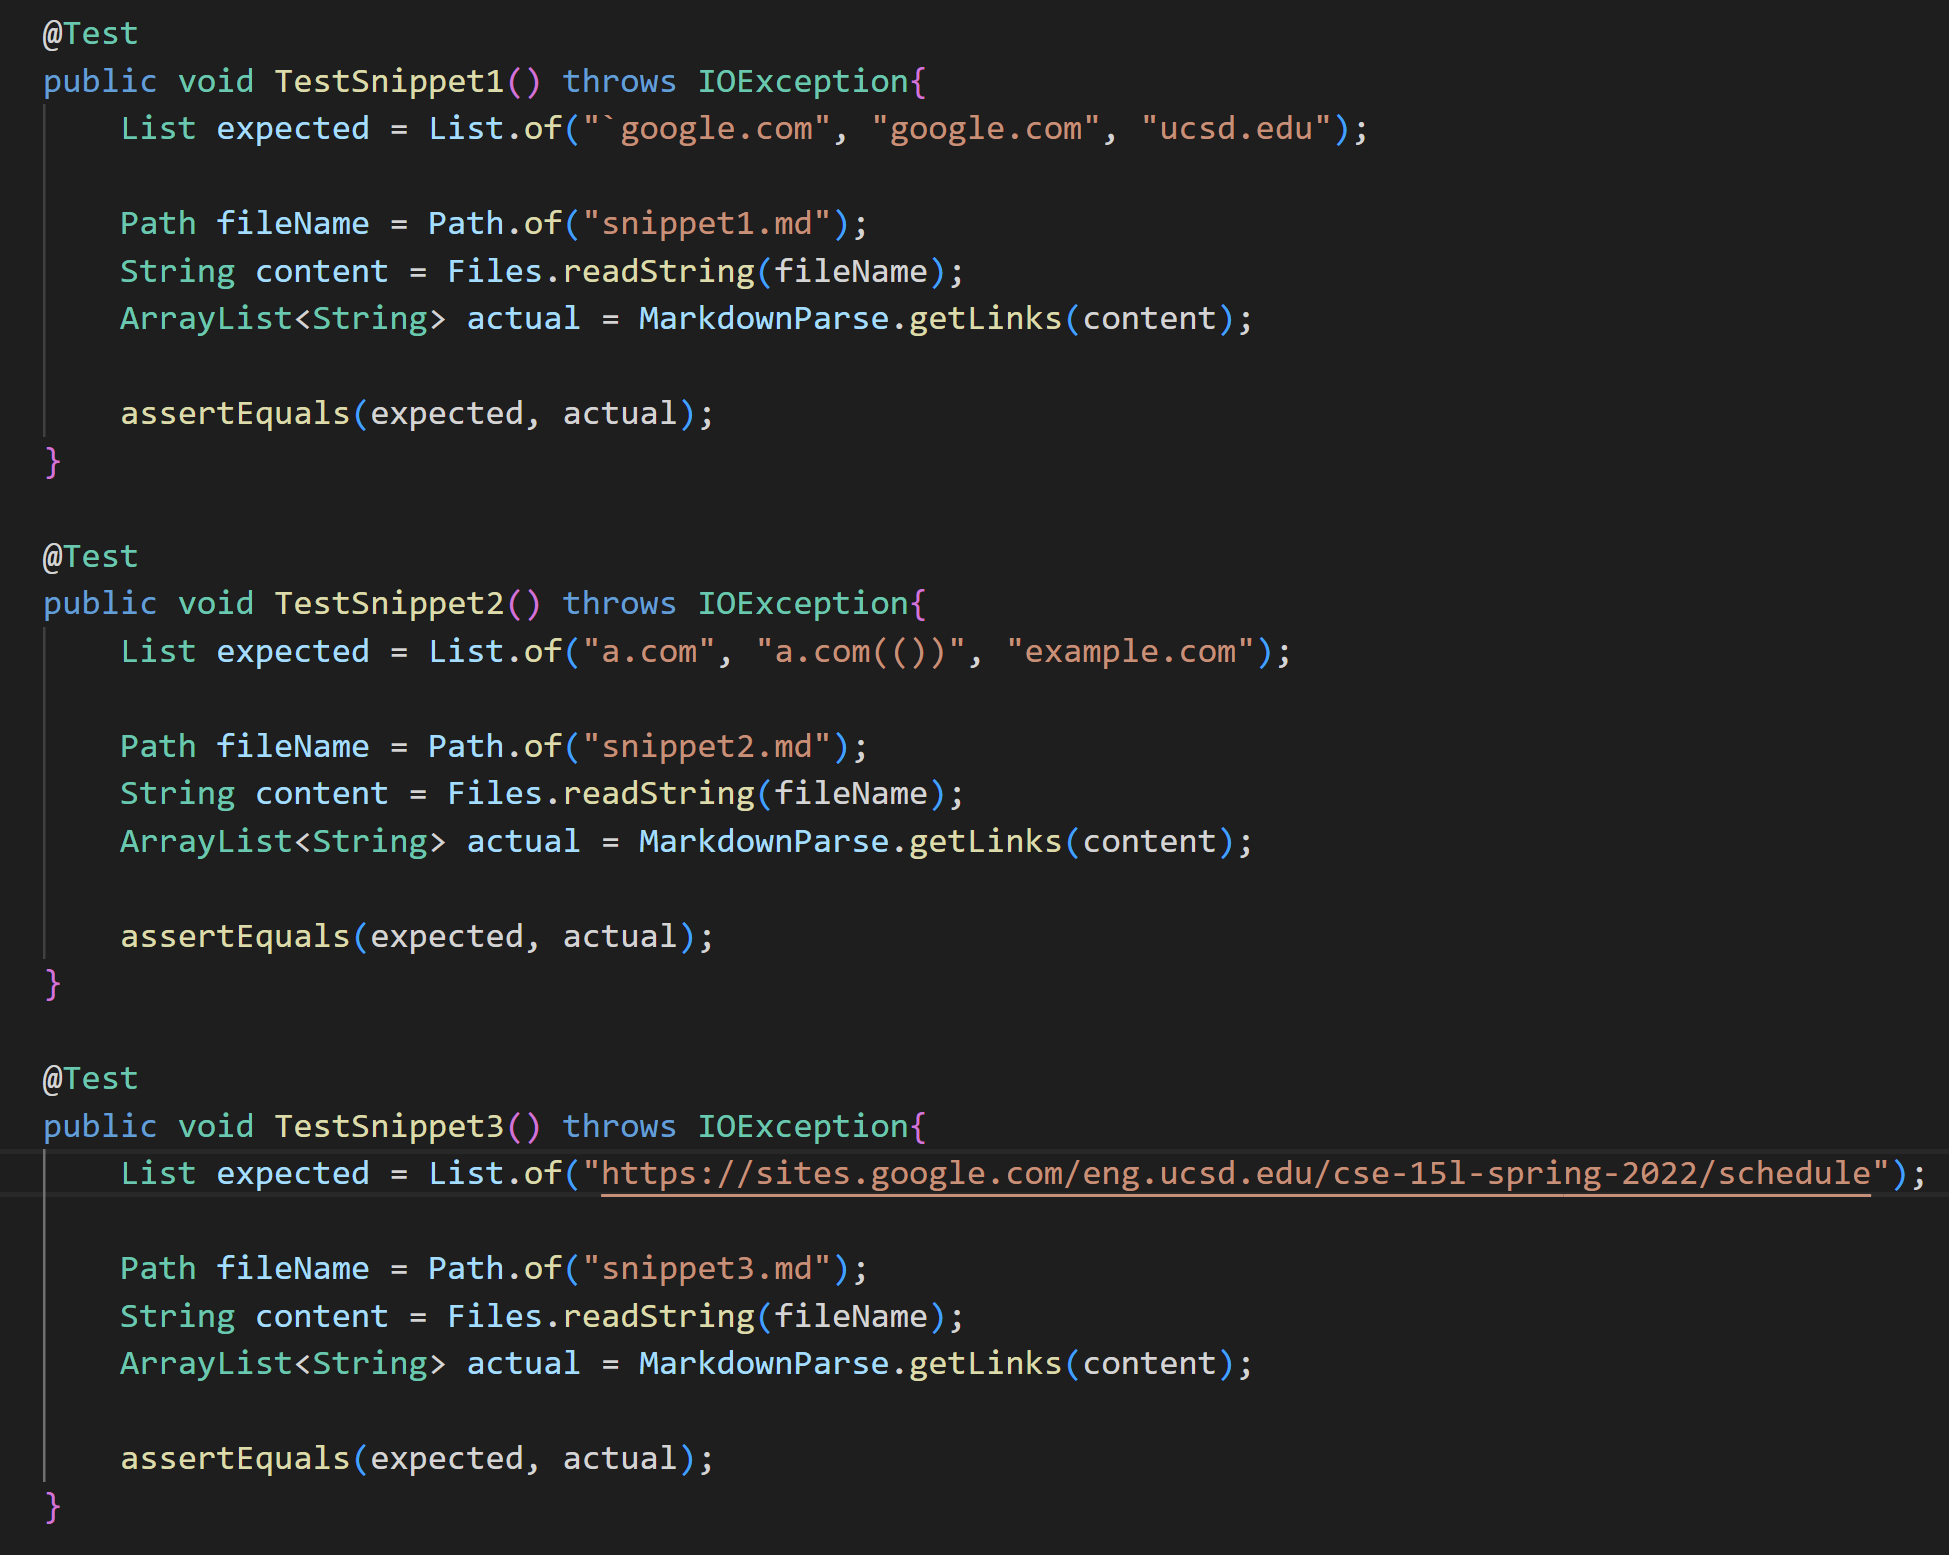 @Test
public void TestSnippet1() throws IOException{
    List expected = List.of("`google.com", "google.com", "ucsd.edu");
    Path fileName = Path.of("snippet1.md");
    String content = Files.readString(fileName);
    ArrayList<String> actual = MarkdownParse.getLinks(content);
    assertEquals(expected, actual);
}
@Test
public void TestSnippet2() throws IOException{
    List expected = List.of("a.com", "a.com(())", "example.com");
    Path fileName = Path.of("snippet2.md");
    String content = Files.readString(fileName);
    ArrayList<String> actual = MarkdownParse.getLinks(content);
    assertEquals(expected, actual);
}
@Test
public void TestSnippet3() throws IOException{
    List expected = List.of("https://sites.google.com/eng.ucsd.edu/cse-15l-spring-2022/schedule");
    Path fileName = Path.of("snippet3.md");
    String content = Files.readString(fileName);
    ArrayList<String> actual = MarkdownParse.getLinks(content);
    assertEquals(expected, actual);
}